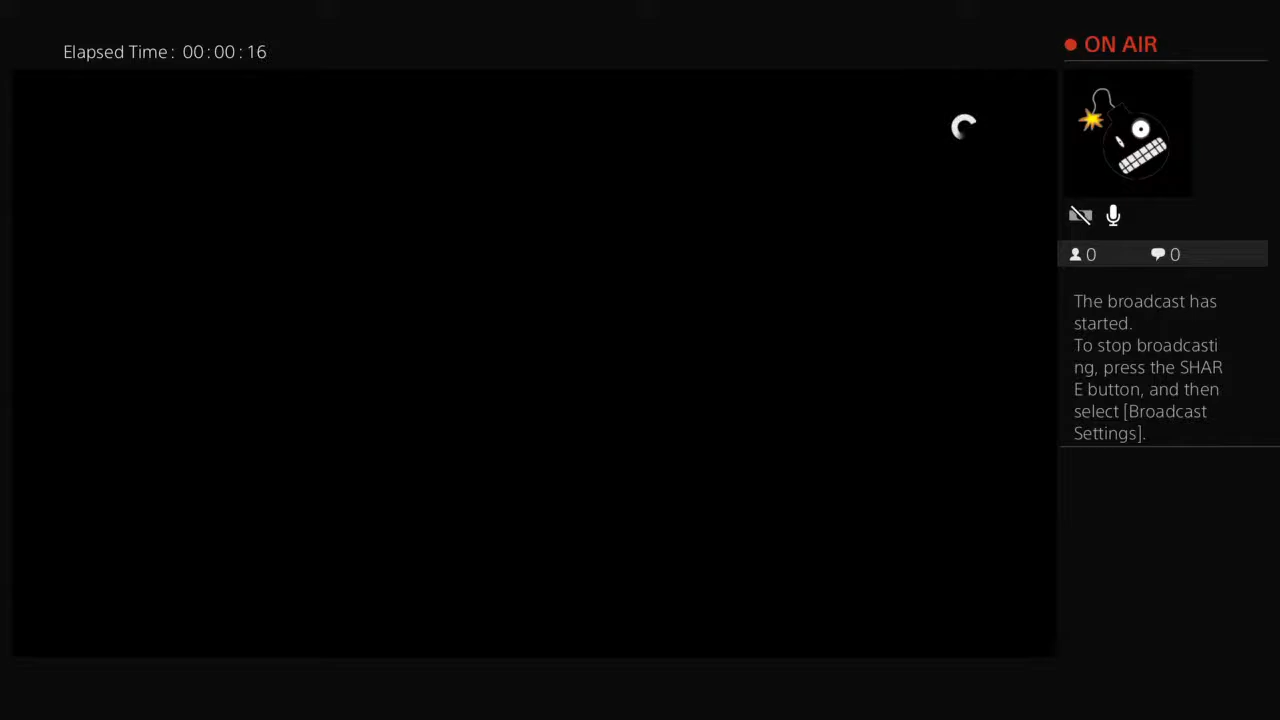 Elapsed Time: 00:00:16
ON AIR
0 0
The broadcast has
started.
To stop broadcasti
ng, press the SHAR
E button, and then
select [Broadcast
Settings].